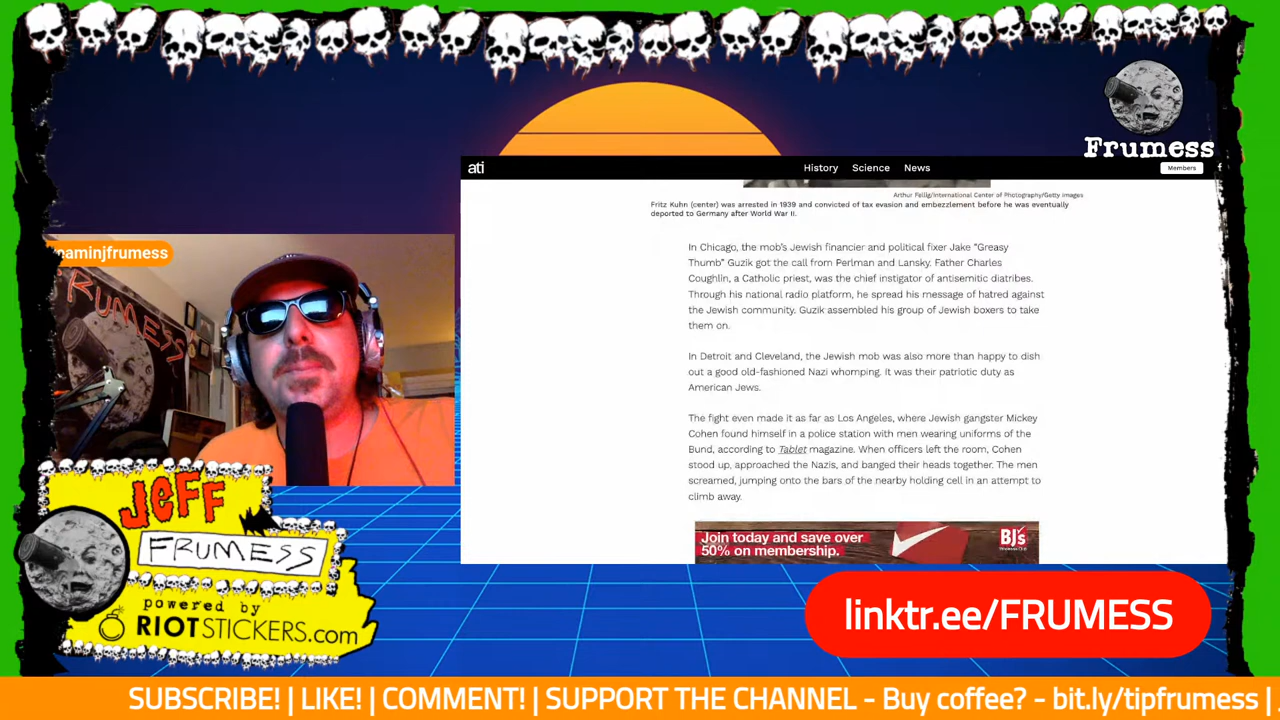 Frumess
ati
History Science News
Members
Arthur Fellig/International Center of Photography/Getty Images
Fritz Kuhn (center) was arrested in 1939 and convicted of tax evasion and embezzlement before he was eventually
deported to Germany after World War II.
In Chicago, the mob's Jewish financier and political fixer Jake "Greasy
Thumb" Guzik got the call from Perlman and Lansky. Father Charles
Coughlin, a Catholic priest, was the chief instigator of antisemitic diatribes.
Through his national radio platform, he spread his message of hatred against
the Jewish community. Guzik assembled his group of Jewish boxers to take
them on.
In Detroit and Cleveland, the Jewish mob was also more than happy to dish
out a good old-fashioned Nazi whomping. It was their patriotic duty as
American Jews.
The fight even made it as far as Los Angeles, where Jewish gangster Mickey
Cohen found himself in a police station with men wearing uniforms of the
Bund, according to Tablet magazine. When officers left the room, Cohen
stood up, approached the Nazis, and banged their heads together. The men
screamed, jumping onto the bars of the nearby holding cell in an attempt to
climb away.
Join today and save over
50% on membership.
BJ's
eaminjfrumess
FRUMESS
JEFF
FRUMESS
powered by
RIOTSTICKERS.com
linktr.ee/FRUMESS
SUBSCRIBE! | LIKE! | COMMENT! | SUPPORT THE CHANNEL - Buy coffee? - bit.ly/tipfrumess |